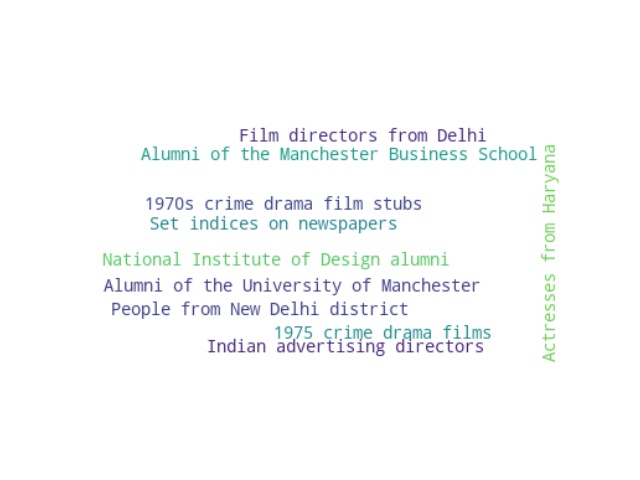 Film directors from Delhi
Alumni of the Manchester Business School
1970s crime drama film stubs
Set indices on newspapers
National Institute of Design alumni
Alumni of the University of Manchester
People from New Delhi district
1975 crime drama films
Indian advertising directors
Actresses from Haryana